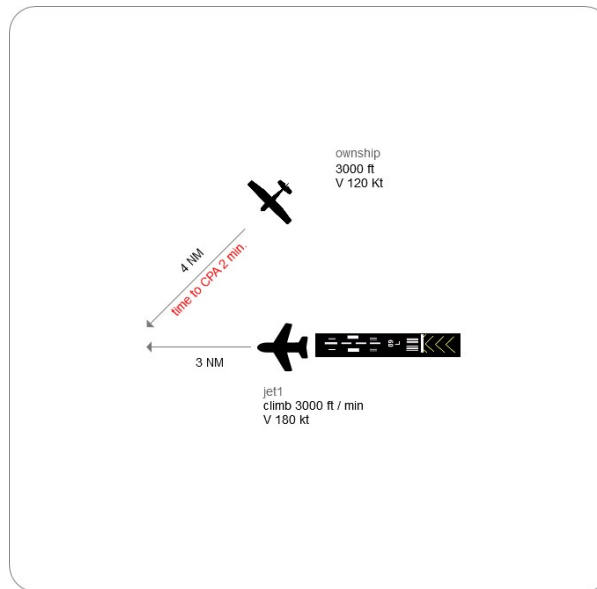 ownship
3000 ft
V 120 Kt
4 NM
time to CPA 2 min.
3 NM
jet1
climb 3000 ft / min
V 180 kt